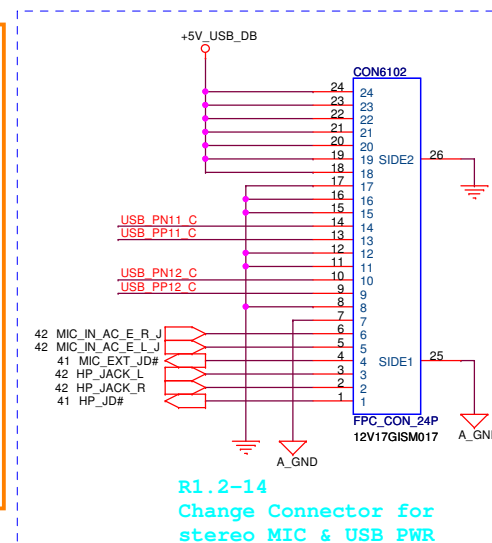 +5V_USB_DB
CON6102
24 24
23 23
22 22
21 21
20 20
19 19 SIDE2 26
18 18
17 17
16 16
15 15
USB_PN11_C 14 14
USB_PP11_C 13 13
12 12
11 11
USB_PN12_C 10 10
USB_PP12_C 9 9
8 8
7 7
42 MIC_IN_AC_E_R_J 6 6
42 MIC_IN_AC_E_L_J 5 5
41 MIC_EXT_JD# 4 4 SIDE1 25
42 HP_JACK_L 3 3
42 HP_JACK_R 2 2
41 HP_JD# 1 1
FPC_CON_24P
12V17GISM017
A_GND
A_GND
R1.2-14
Change Connector for
stereo MIC & USB PWR